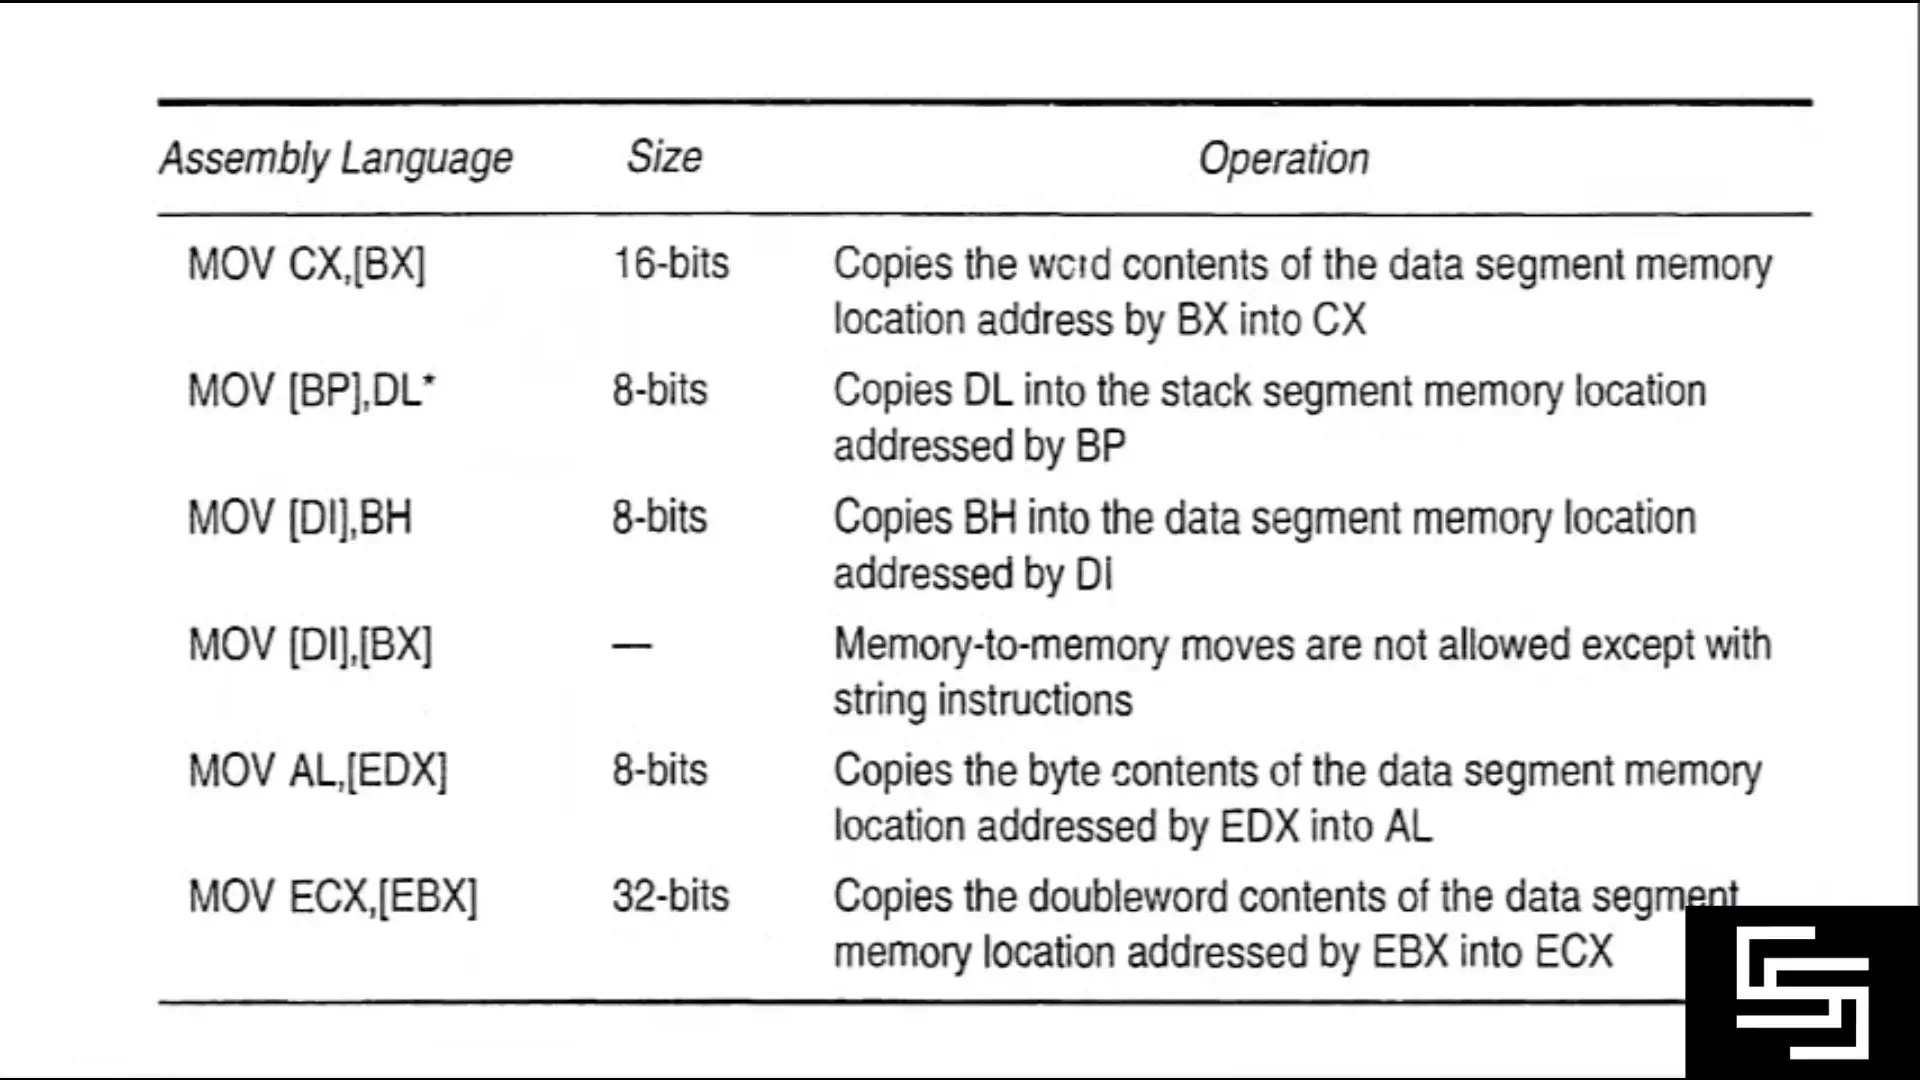 Assembly Language Size Operation
MOV CX,[BX] 16-bits Copies the word contents of the data segment memory
location address by BX into CX
MOV [BP],DL* 8-bits Copies DL into the stack segment memory location
addressed by BP
MOV [DI],BH 8-bits Copies BH into the data segment memory location
addressed by DI
MOV [DI],[BX] — Memory-to-memory moves are not allowed except with
string instructions
MOV AL,[EDX] 8-bits Copies the byte contents of the data segment memory
location addressed by EDX into AL
MOV ECX,[EBX] 32-bits Copies the doubleword contents of the data segment
memory location addressed by EBX into ECX